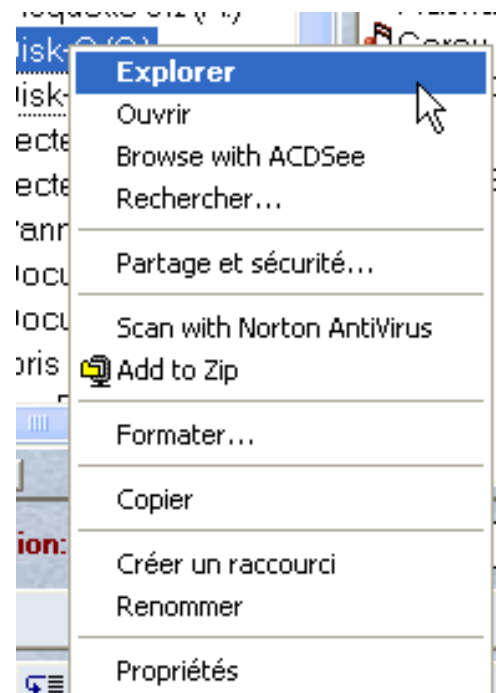 Explorer
Ouvrir
Browse with ACDSee
Rechercher...
Partage et sécurité...
Scan with Norton AntiVirus
Add to Zip
Formater...
Copier
ion:
Créer un raccourci
Renommer
Propriétés